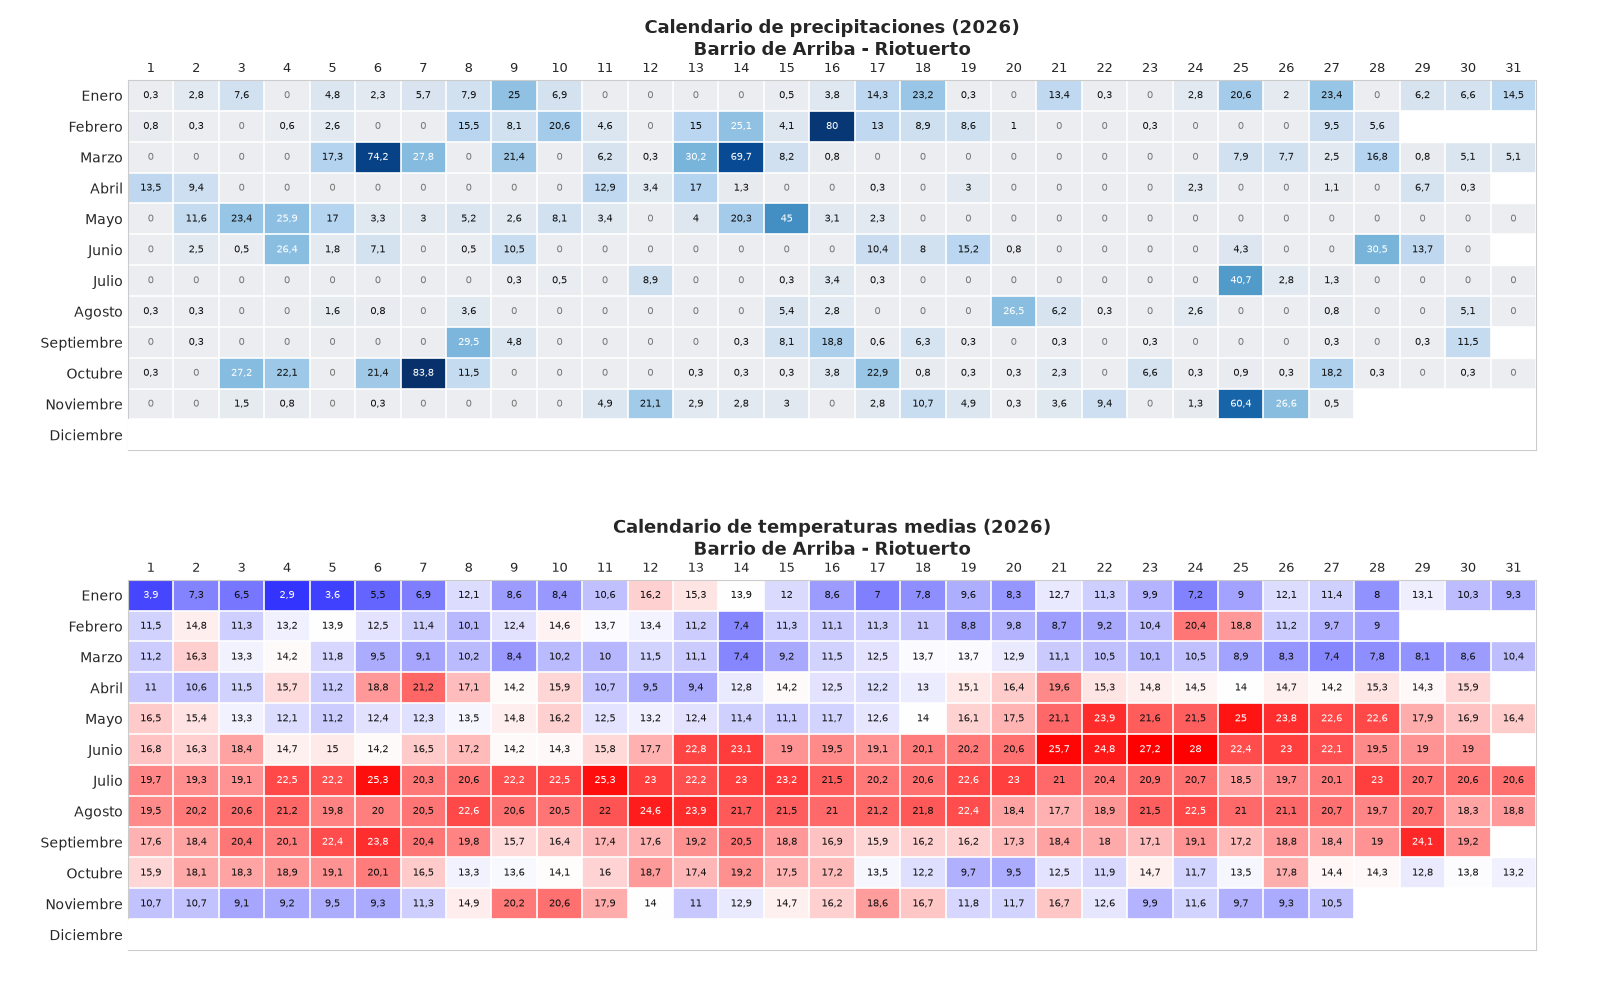 Calendario de precipitaciones (2026)
Barrio de Arriba - Riotuerto
1 2 3 4 5 6 7 8 9 10 11 12 13 14 15 16 17 18 19 20 21 22 23 24 25 26 27 28 29 30 31
Enero 0,3 2,8 7,6 0 4,8 2,3 5,7 7,9 25 6,9 0 0 0 0 0,5 3,8 14,3 23,2 0,3 0 13,4 0,3 0 2,8 20,6 2 23,4 0 6,2 6,6 14,5
Febrero 0,8 0,3 0 0,6 2,6 0 0 15,5 8,1 20,6 4,6 0 15 25,1 4,1 80 13 8,9 8,6 1 0 0 0,3 0 0 0 9,5 5,6
Marzo 0 0 0 0 17,3 74,2 27,8 0 21,4 0 6,2 0,3 30,2 69,7 8,2 0,8 0 0 0 0 0 0 0 0 7,9 7,7 2,5 16,8 0,8 5,1 5,1
Abril 13,5 9,4 0 0 0 0 0 0 0 0 12,9 3,4 17 1,3 0 0 0,3 0 3 0 0 0 0 2,3 0 0 1,1 0 6,7 0,3
Mayo 0 11,6 23,4 25,9 17 3,3 3 5,2 2,6 8,1 3,4 0 4 20,3 45 3,1 2,3 0 0 0 0 0 0 0 0 0 0 0 0 0 0
Junio 0 2,5 0,5 26,4 1,8 7,1 0 0,5 10,5 0 0 0 0 0 0 0 10,4 8 15,2 0,8 0 0 0 0 4,3 0 0 30,5 13,7 0
Julio 0 0 0 0 0 0 0 0 0,3 0,5 0 8,9 0 0 0,3 3,4 0,3 0 0 0 0 0 0 0 40,7 2,8 1,3 0 0 0 0
Agosto 0,3 0,3 0 0 1,6 0,8 0 3,6 0 0 0 0 0 0 5,4 2,8 0 0 0 26,5 6,2 0,3 0 2,6 0 0 0,8 0 0 5,1 0
Septiembre 0 0,3 0 0 0 0 0 29,5 4,8 0 0 0 0 0,3 8,1 18,8 0,6 6,3 0,3 0 0,3 0 0,3 0 0 0 0,3 0 0,3 11,5
Octubre 0,3 0 27,2 22,1 0 21,4 83,8 11,5 0 0 0 0 0,3 0,3 0,3 3,8 22,9 0,8 0,3 0,3 2,3 0 6,6 0,3 0,9 0,3 18,2 0,3 0 0,3 0
Noviembre 0 0 1,5 0,8 0 0,3 0 0 0 0 4,9 21,1 2,9 2,8 3 0 2,8 10,7 4,9 0,3 3,6 9,4 0 1,3 60,4 26,6 0,5
Diciembre
Calendario de temperaturas medias (2026)
Barrio de Arriba - Riotuerto
1 2 3 4 5 6 7 8 9 10 11 12 13 14 15 16 17 18 19 20 21 22 23 24 25 26 27 28 29 30 31
Enero 3,9 7,3 6,5 2,9 3,6 5,5 6,9 12,1 8,6 8,4 10,6 16,2 15,3 13,9 12 8,6 7 7,8 9,6 8,3 12,7 11,3 9,9 7,2 9 12,1 11,4 8 13,1 10,3 9,3
Febrero 11,5 14,8 11,3 13,2 13,9 12,5 11,4 10,1 12,4 14,6 13,7 13,4 11,2 7,4 11,3 11,1 11,3 11 8,8 9,8 8,7 9,2 10,4 20,4 18,8 11,2 9,7 9
Marzo 11,2 16,3 13,3 14,2 11,8 9,5 9,1 10,2 8,4 10,2 10 11,5 11,1 7,4 9,2 11,5 12,5 13,7 13,7 12,9 11,1 10,5 10,1 10,5 8,9 8,3 7,4 7,8 8,1 8,6 10,4
Abril 11 10,6 11,5 15,7 11,2 18,8 21,2 17,1 14,2 15,9 10,7 9,5 9,4 12,8 14,2 12,5 12,2 13 15,1 16,4 19,6 15,3 14,8 14,5 14 14,7 14,2 15,3 14,3 15,9
Mayo 16,5 15,4 13,3 12,1 11,2 12,4 12,3 13,5 14,8 16,2 12,5 13,2 12,4 11,4 11,1 11,7 12,6 14 16,1 17,5 21,1 23,9 21,6 21,5 25 23,8 22,6 22,6 17,9 16,9 16,4
Junio 16,8 16,3 18,4 14,7 15 14,2 16,5 17,2 14,2 14,3 15,8 17,7 22,8 23,1 19 19,5 19,1 20,1 20,2 20,6 25,7 24,8 27,2 28 22,4 23 22,1 19,5 19 19
Julio 19,7 19,3 19,1 22,5 22,2 25,3 20,3 20,6 22,2 22,5 25,3 23 22,2 23 23,2 21,5 20,2 20,6 22,6 23 21 20,4 20,9 20,7 18,5 19,7 20,1 23 20,7 20,6 20,6
Agosto 19,5 20,2 20,6 21,2 19,8 20 20,5 22,6 20,6 20,5 22 24,6 23,9 21,7 21,5 21 21,2 21,8 22,4 18,4 17,7 18,9 21,5 22,5 21 21,1 20,7 19,7 20,7 18,3 18,8
Septiembre 17,6 18,4 20,4 20,1 22,4 23,8 20,4 19,8 15,7 16,4 17,4 17,6 19,2 20,5 18,8 16,9 15,9 16,2 16,2 17,3 18,4 18 17,1 19,1 17,2 18,8 18,4 19 24,1 19,2
Octubre 15,9 18,1 18,3 18,9 19,1 20,1 16,5 13,3 13,6 14,1 16 18,7 17,4 19,2 17,5 17,2 13,5 12,2 9,7 9,5 12,5 11,9 14,7 11,7 13,5 17,8 14,4 14,3 12,8 13,8 13,2
Noviembre 10,7 10,7 9,1 9,2 9,5 9,3 11,3 14,9 20,2 20,6 17,9 14 11 12,9 14,7 16,2 18,6 16,7 11,8 11,7 16,7 12,6 9,9 11,6 9,7 9,3 10,5
Diciembre